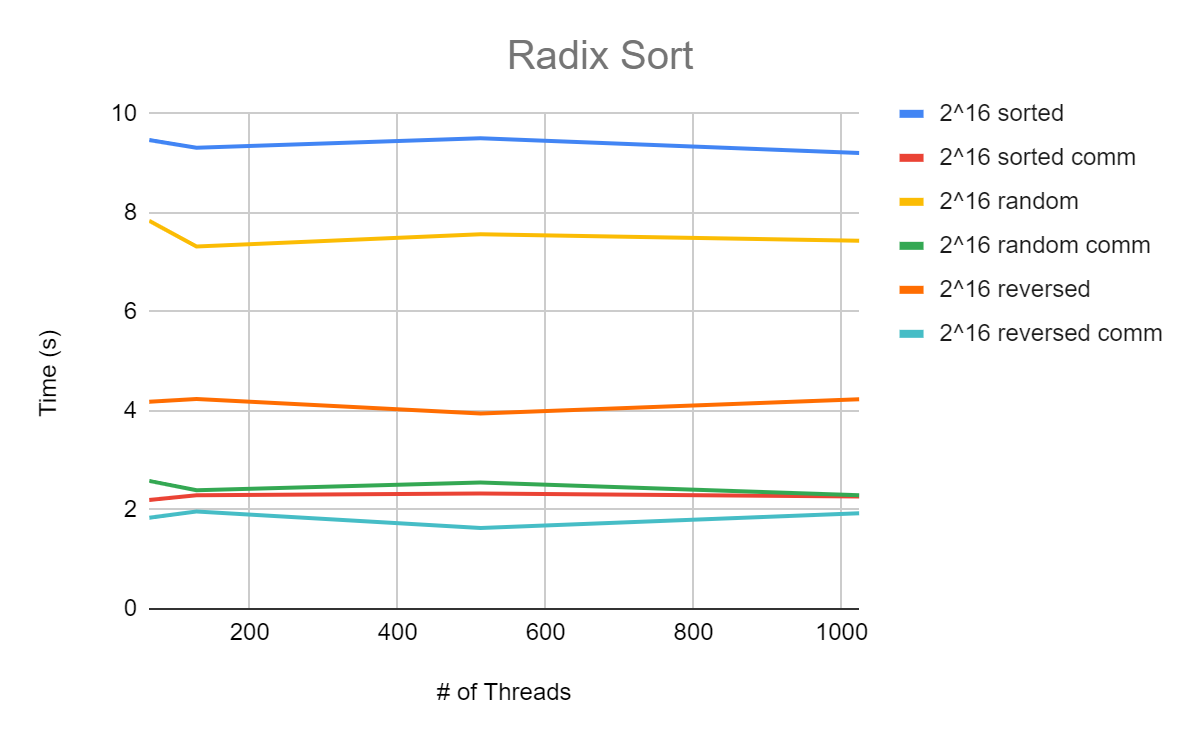 Radix Sort
10
8
6
4
2
0
Time (s)
200 400 600 800 1000
# of Threads
2^16 sorted
2^16 sorted comm
2^16 random
2^16 random comm
2^16 reversed
2^16 reversed comm